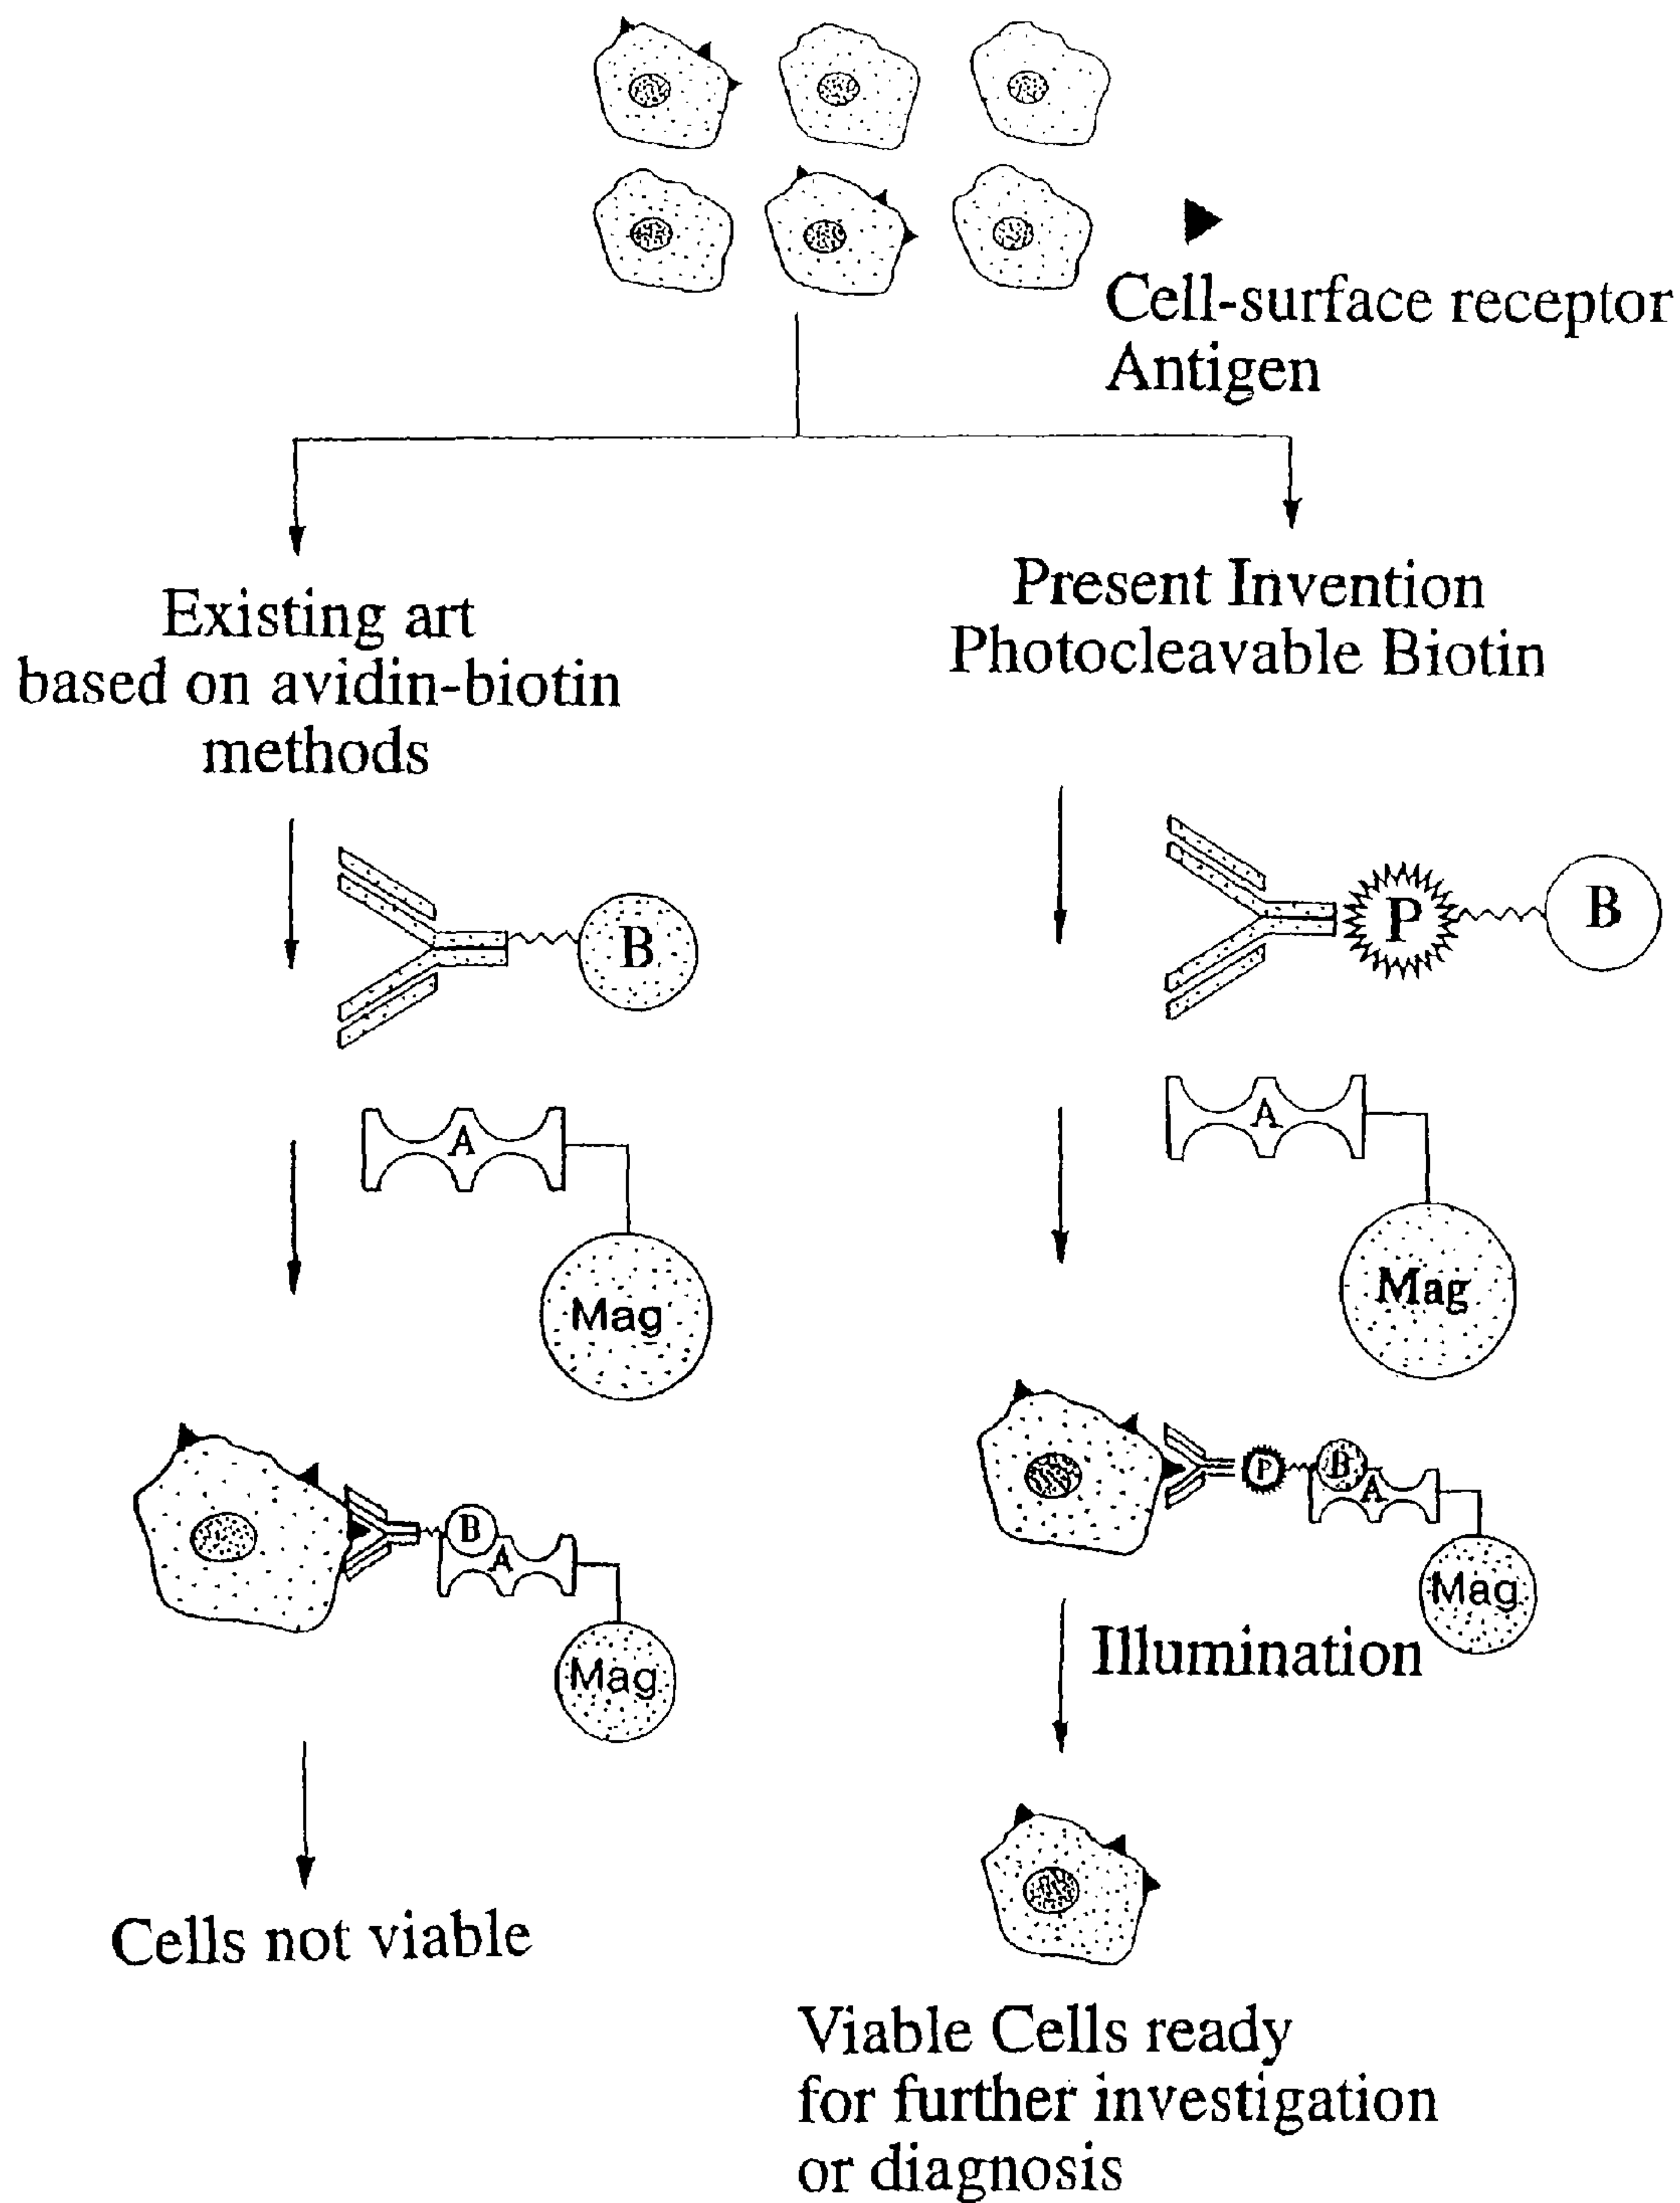 Cell-surface receptor
Antigen
Existing art
based on avidin-biotin
methods
Present Invention
Photocleavable Biotin
B
P
B
A
Mag
A
Mag
B
A
Mag
P
B
A
Mag
Illumination
Cells not viable
Viable Cells ready
for further investigation
or diagnosis